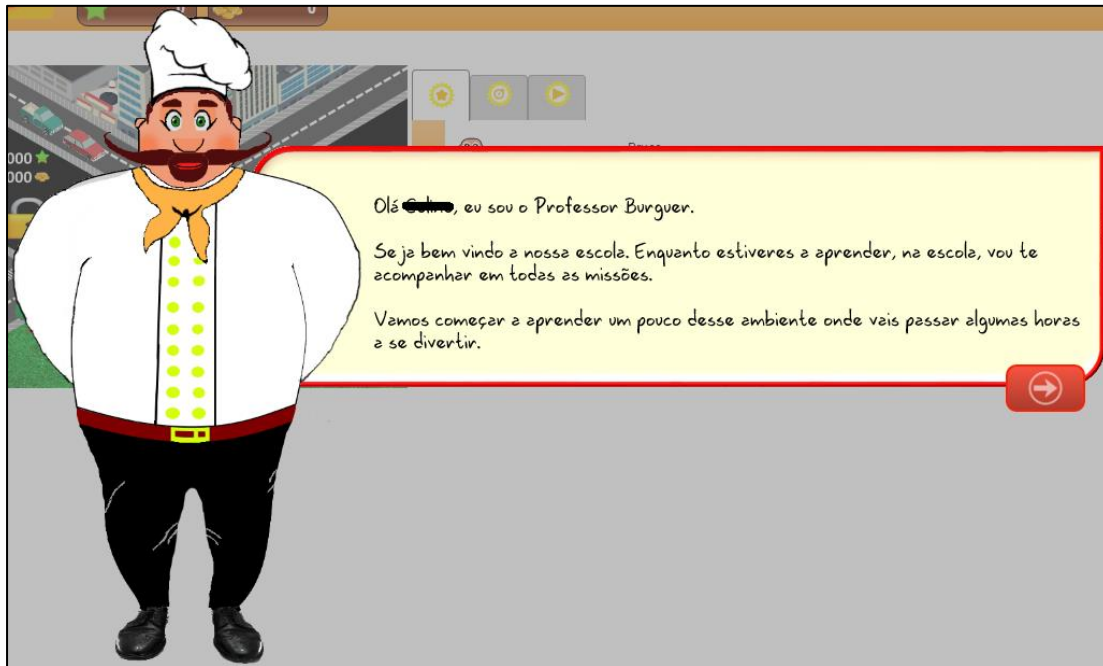 0
0
000
000
Olá , eu sou o Professor Burguer.
Seja bem vindo a nossa escola. Enquanto estiveres a aprender, na escola, vou te
acompanhar em todas as missões.
Vamos começar a aprender um pouco desse ambiente onde vais passar algumas horas
a se divertir.